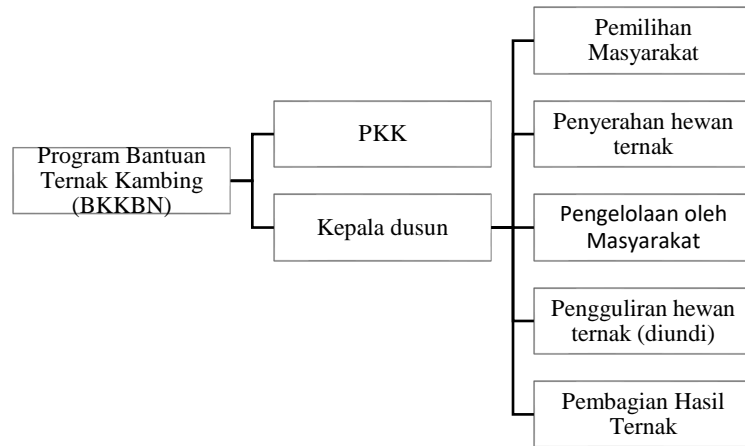 Program Bantuan
Ternak Kambing
(BKKBN)
PKK
Kepala dusun
Pemilihan
Masyarakat
Penyerahan hewan
ternak
Pengelolaan oleh
Masyarakat
Pengguliran hewan
ternak (diundi)
Pembagian Hasil
Ternak